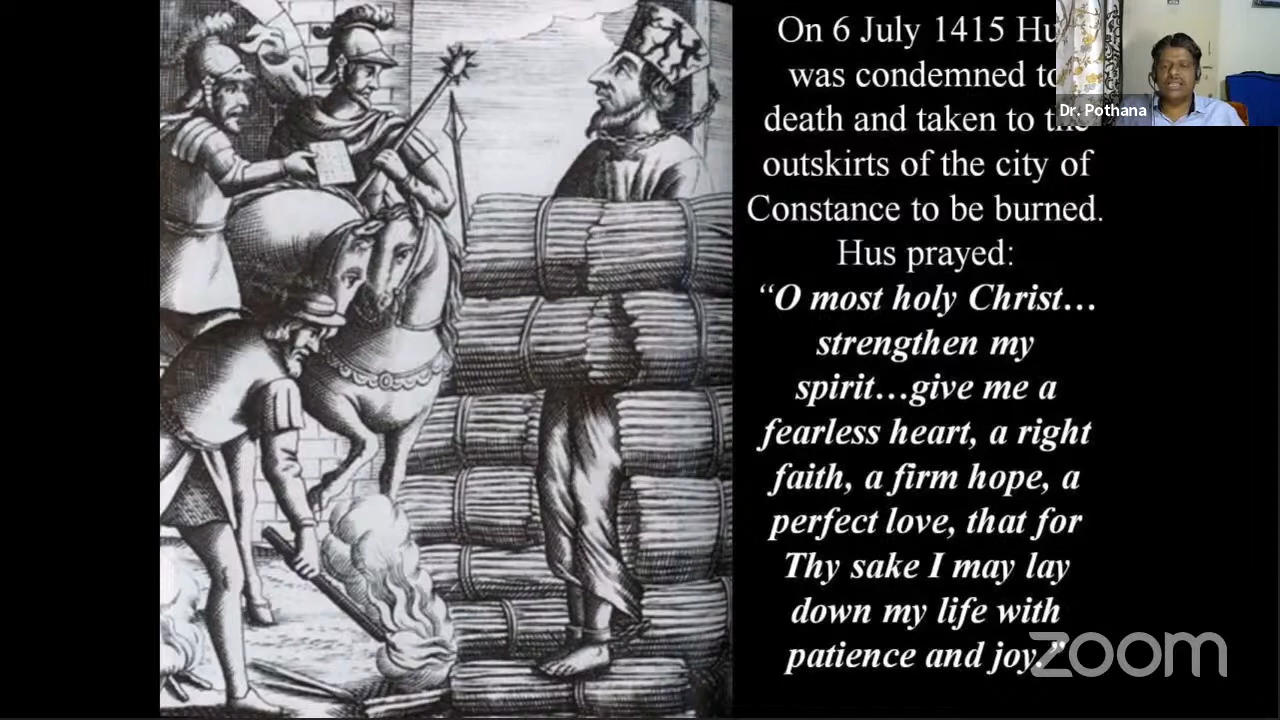 On 6 July 1415 Hu
was condemned to
death and taken to the
outskirts of the city of
Constance to be burned.
Hus prayed:
“O most holy Christ…
strengthen my
spirit…give me a
fearless heart, a right
faith, a firm hope, a
perfect love, that for
Thy sake I may lay
down my life with
patience and joy.”
Dr. Pothana
zoom